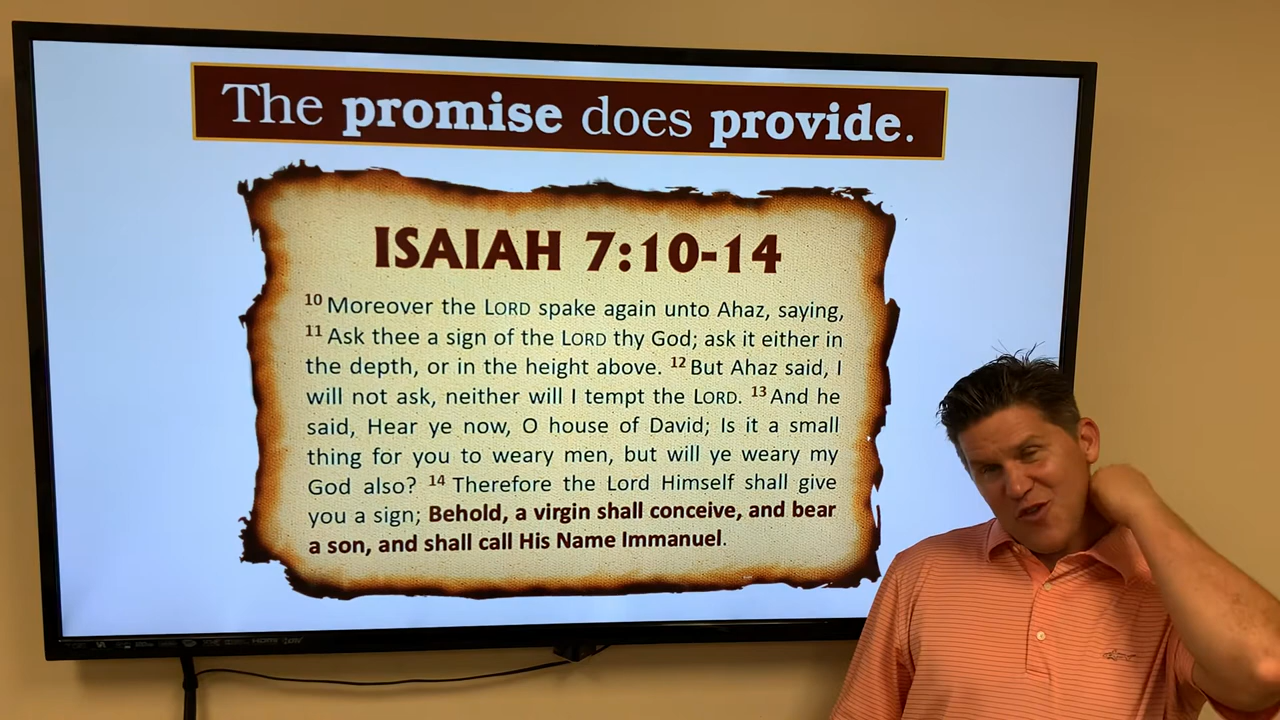 The promise does provide.
ISAIAH 7:10-14
10 Moreover the LORD spake again unto Ahaz, saying,
11 Ask thee a sign of the LORD thy God; ask it either in
the depth, or in the height above. 12 But Ahaz said, I
will not ask, neither will I tempt the LORD. 13 And he
said, Hear ye now, O house of David; Is it a small
thing for you to weary men, but will ye weary my
God also? 14 Therefore the Lord Himself shall give
you a sign; Behold, a virgin shall conceive, and bear
a son, and shall call His Name Immanuel.